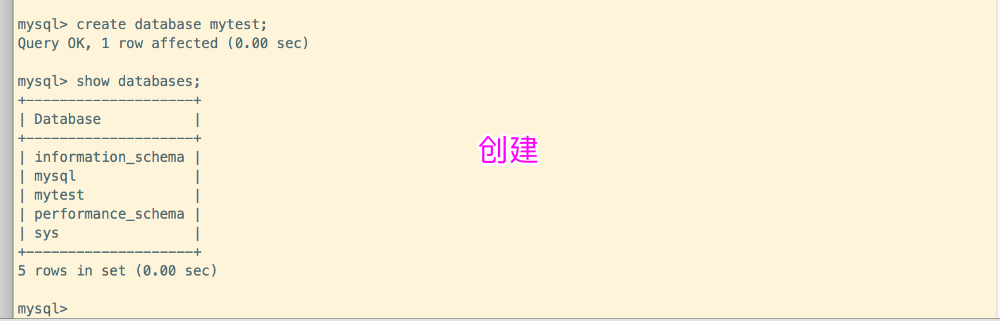 mysql> create database mytest;
Query OK, 1 row affected (0.00 sec)
mysql> show databases;
+--------------------+
| Database           |
+--------------------+
| information_schema |
| mysql              |
| mytest             |
| performance_schema |
| sys                |
+--------------------+
5 rows in set (0.00 sec)
mysql>
创建